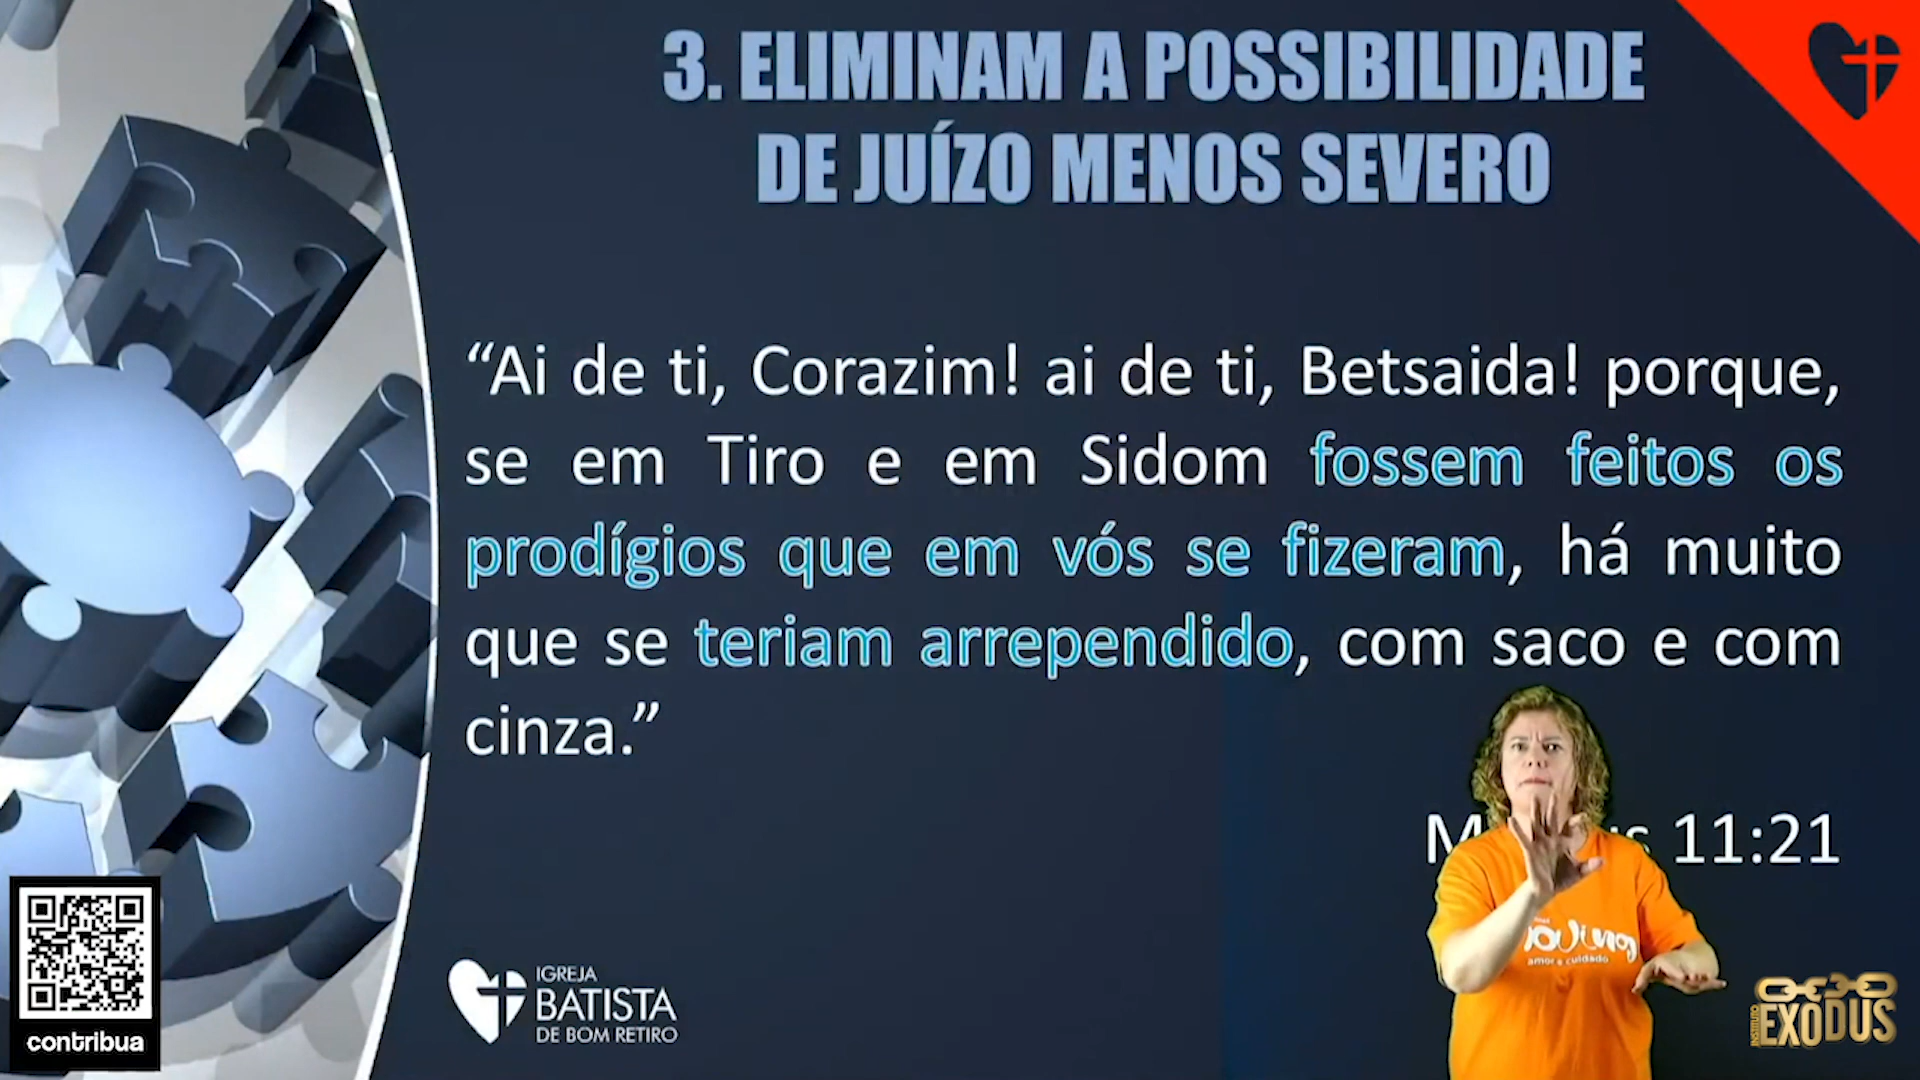 3. ELIMINAM A POSSIBILIDADE
DE JUÍZO MENOS SEVERO
“Ai de ti, Corazim! ai de ti, Betsaida! porque,
se em Tiro e em Sidom fossem feitos os
prodígios que em vós se fizeram, há muito
que se teriam arrependido, com saco e com
cinza.”
11:21
amor e cuidado
contribua
IGREJA
BATISTA
DE BOM RETIRO
INSTITUTO
EXODUS